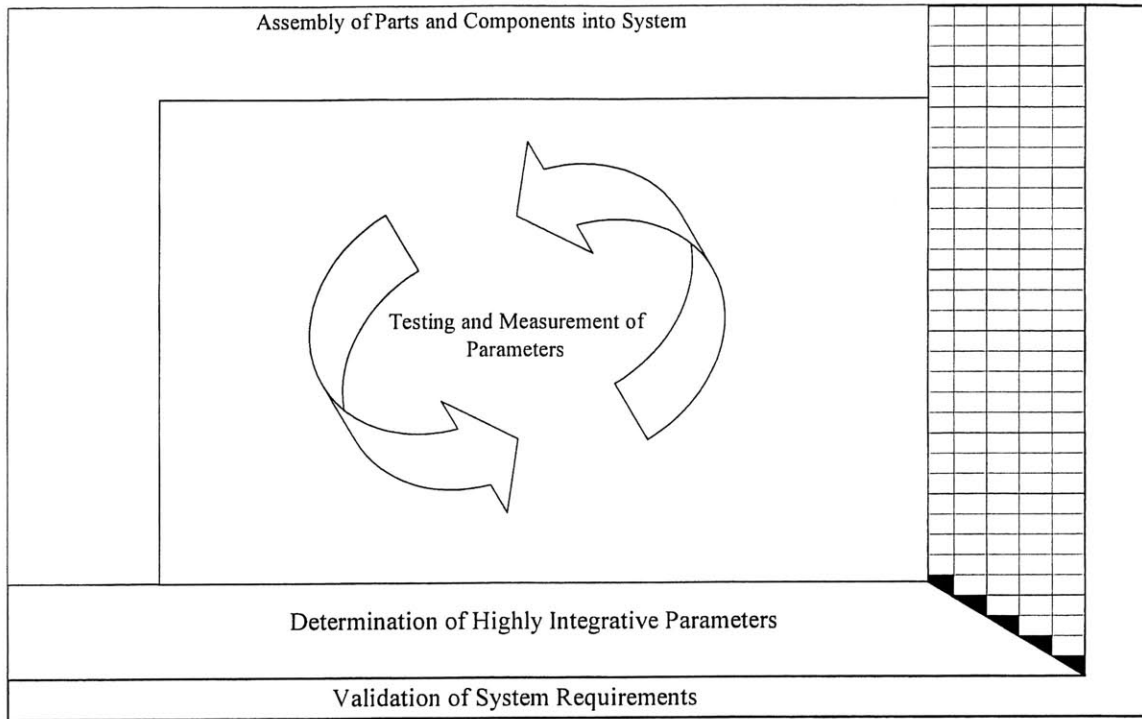 Assembly of Parts and Components into System
Testing and Measurement of
Parameters
Determination of Highly Integrative Parameters
Validation of System Requirements